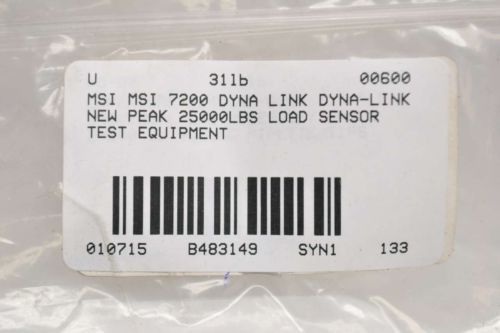 U 31lb 00600
MSI MSI 7200 DYNA LINK DYNA-LINK
NEW PEAK 25000LBS LOAD SENSOR
TEST EQUIPMENT
010715 B483149 SYN1 133